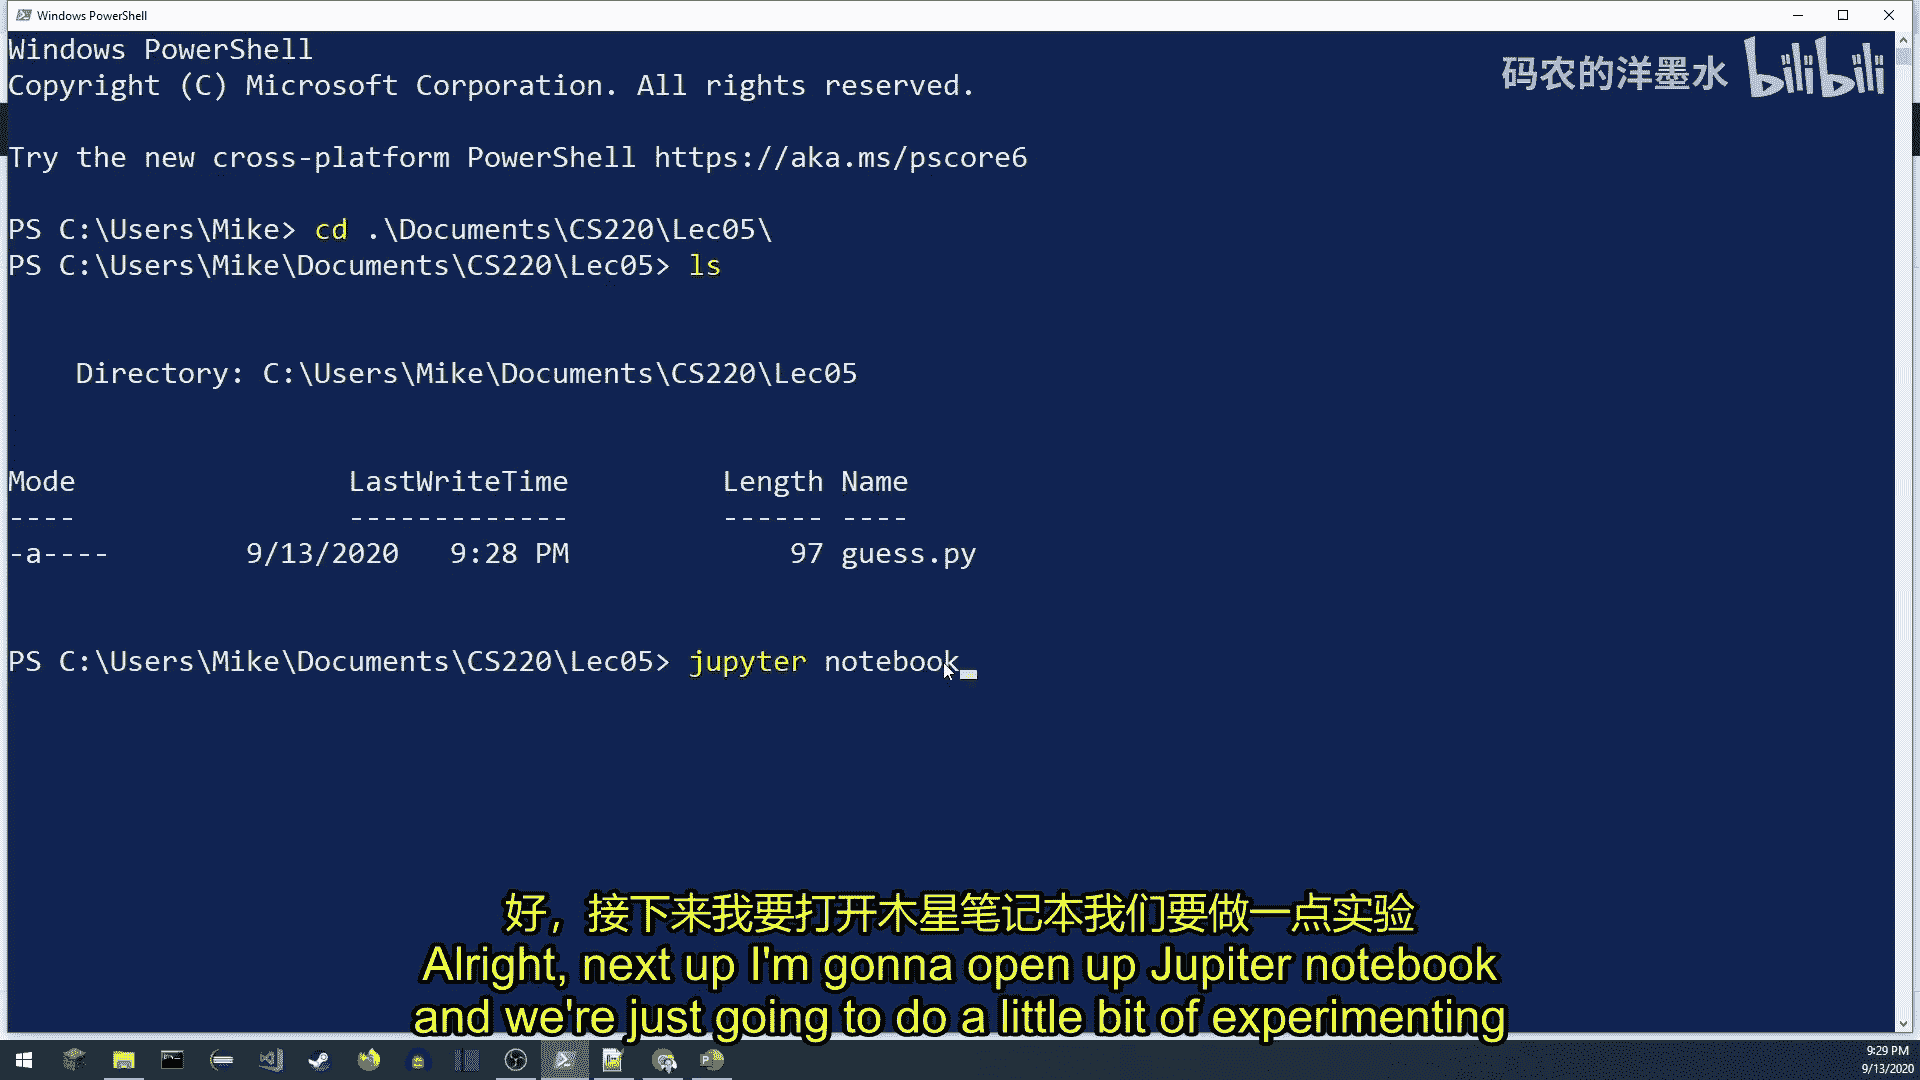 Windows PowerShell
Windows PowerShell
Copyright (C) Microsoft Corporation. All rights reserved.
码农的洋墨水 bilibili
Try the new cross-platform PowerShell https://aka.ms/pscore6
PS C:\Users\Mike> cd .\Documents\CS220\Lec05\
PS C:\Users\Mike\Documents\CS220\Lec05> ls
Directory: C:\Users\Mike\Documents\CS220\Lec05
Mode LastWriteTime Length Name
---- ------------- ------ ----
-a---- 9/13/2020 9:28 PM 97 guess.py
PS C:\Users\Mike\Documents\CS220\Lec05> jupyter notebook
好，接下来我要打开木星笔记本我们要做一点实验
Alright, next up I'm gonna open up Jupiter notebook
and we're just going to do a little bit of experimenting
9:29 PM
9/13/2020